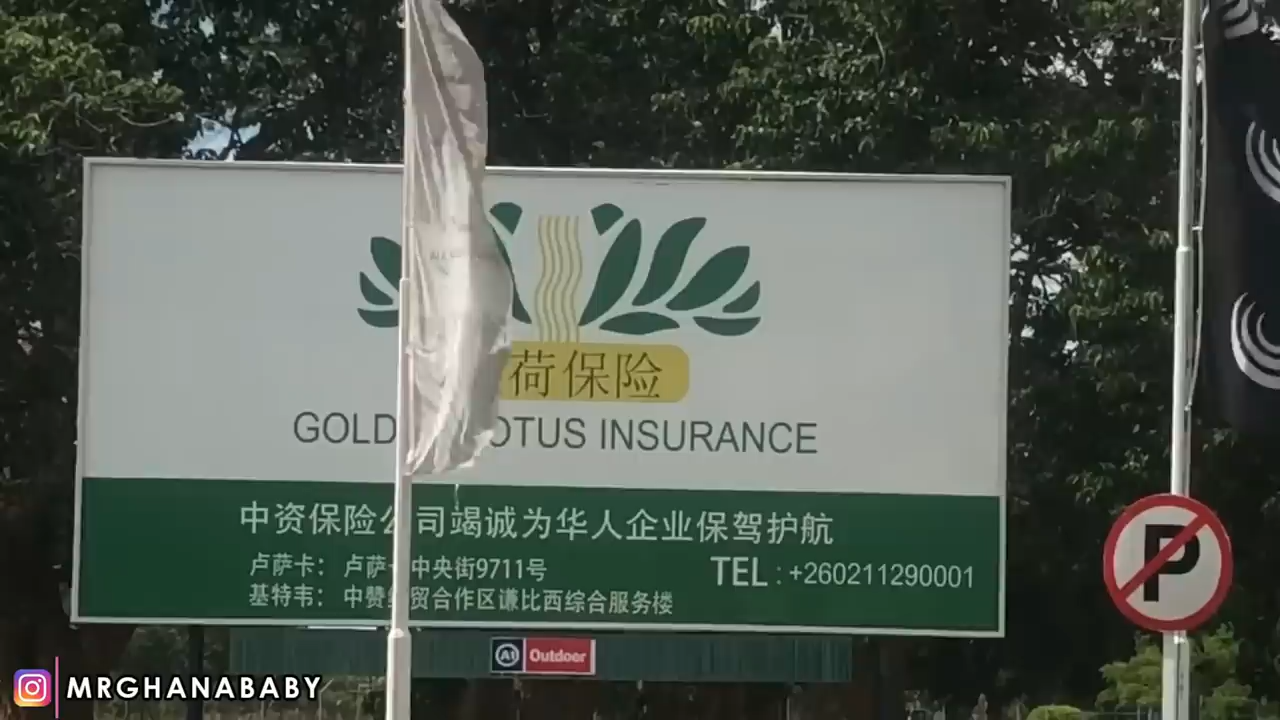 荷保险
GOLD OTUS INSURANCE
中资保险公司竭诚为华人企业保驾护航
卢萨卡: 卢萨 中央街9711号
TEL : +260211290001
基特韦: 中赞 贸合作区谦比西综合服务楼
A1 Outdoor
P
MRGHANABABY